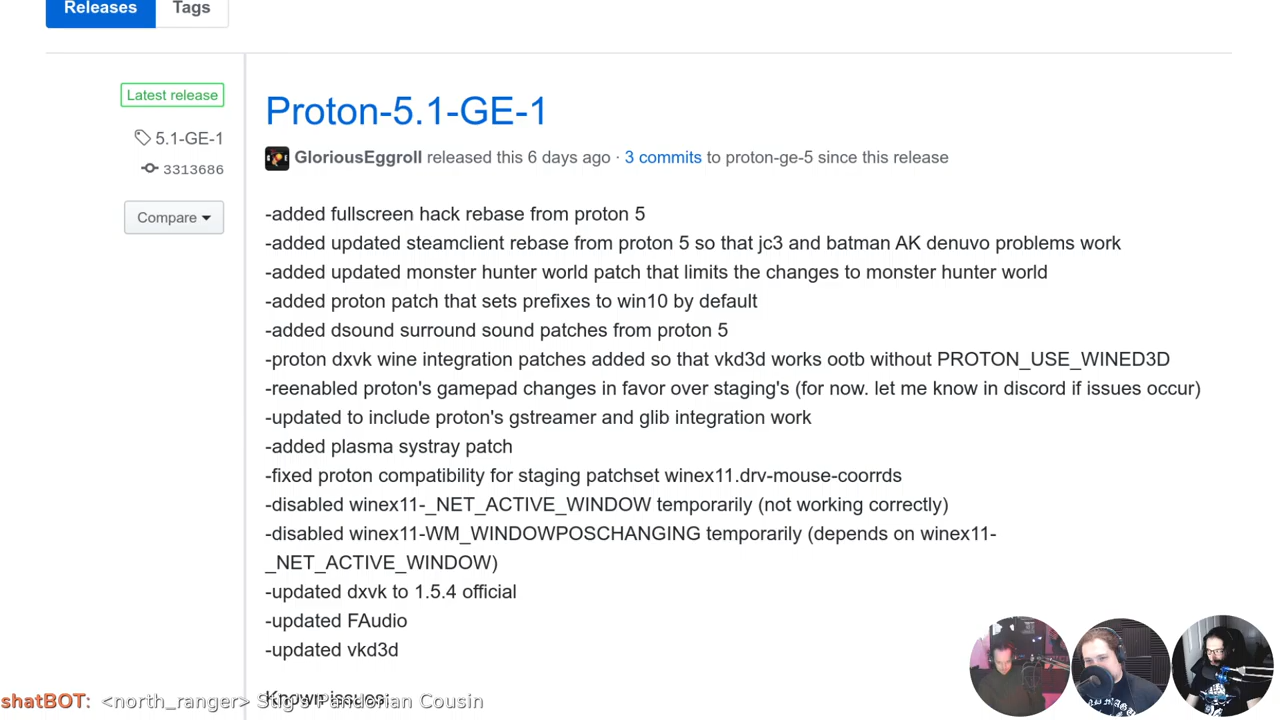 Releases
Tags
Latest release
5.1-GE-1
3313686
Compare
Proton-5.1-GE-1
GloriousEggroll released this 6 days ago · 3 commits to proton-ge-5 since this release
-added fullscreen hack rebase from proton 5
-added updated steamclient rebase from proton 5 so that jc3 and batman AK denuvo problems work
-added updated monster hunter world patch that limits the changes to monster hunter world
-added proton patch that sets prefixes to win10 by default
-added dsound surround sound patches from proton 5
-proton dxvk wine integration patches added so that vkd3d works ootb without PROTON_USE_WINED3D
-reenabled proton's gamepad changes in favor over staging's (for now. let me know in discord if issues occur)
-updated to include proton's gstreamer and glib integration work
-added plasma systray patch
-fixed proton compatibility for staging patchset winex11.drv-mouse-coorrds
-disabled winex11-_NET_ACTIVE_WINDOW temporarily (not working correctly)
-disabled winex11-WM_WINDOWPOSCHANGING temporarily (depends on winex11-
_NET_ACTIVE_WINDOW)
-updated dxvk to 1.5.4 official
-updated FAudio
-updated vkd3d
Known issues:
shatBOT: <north_ranger> Stig's Pandorian Cousin